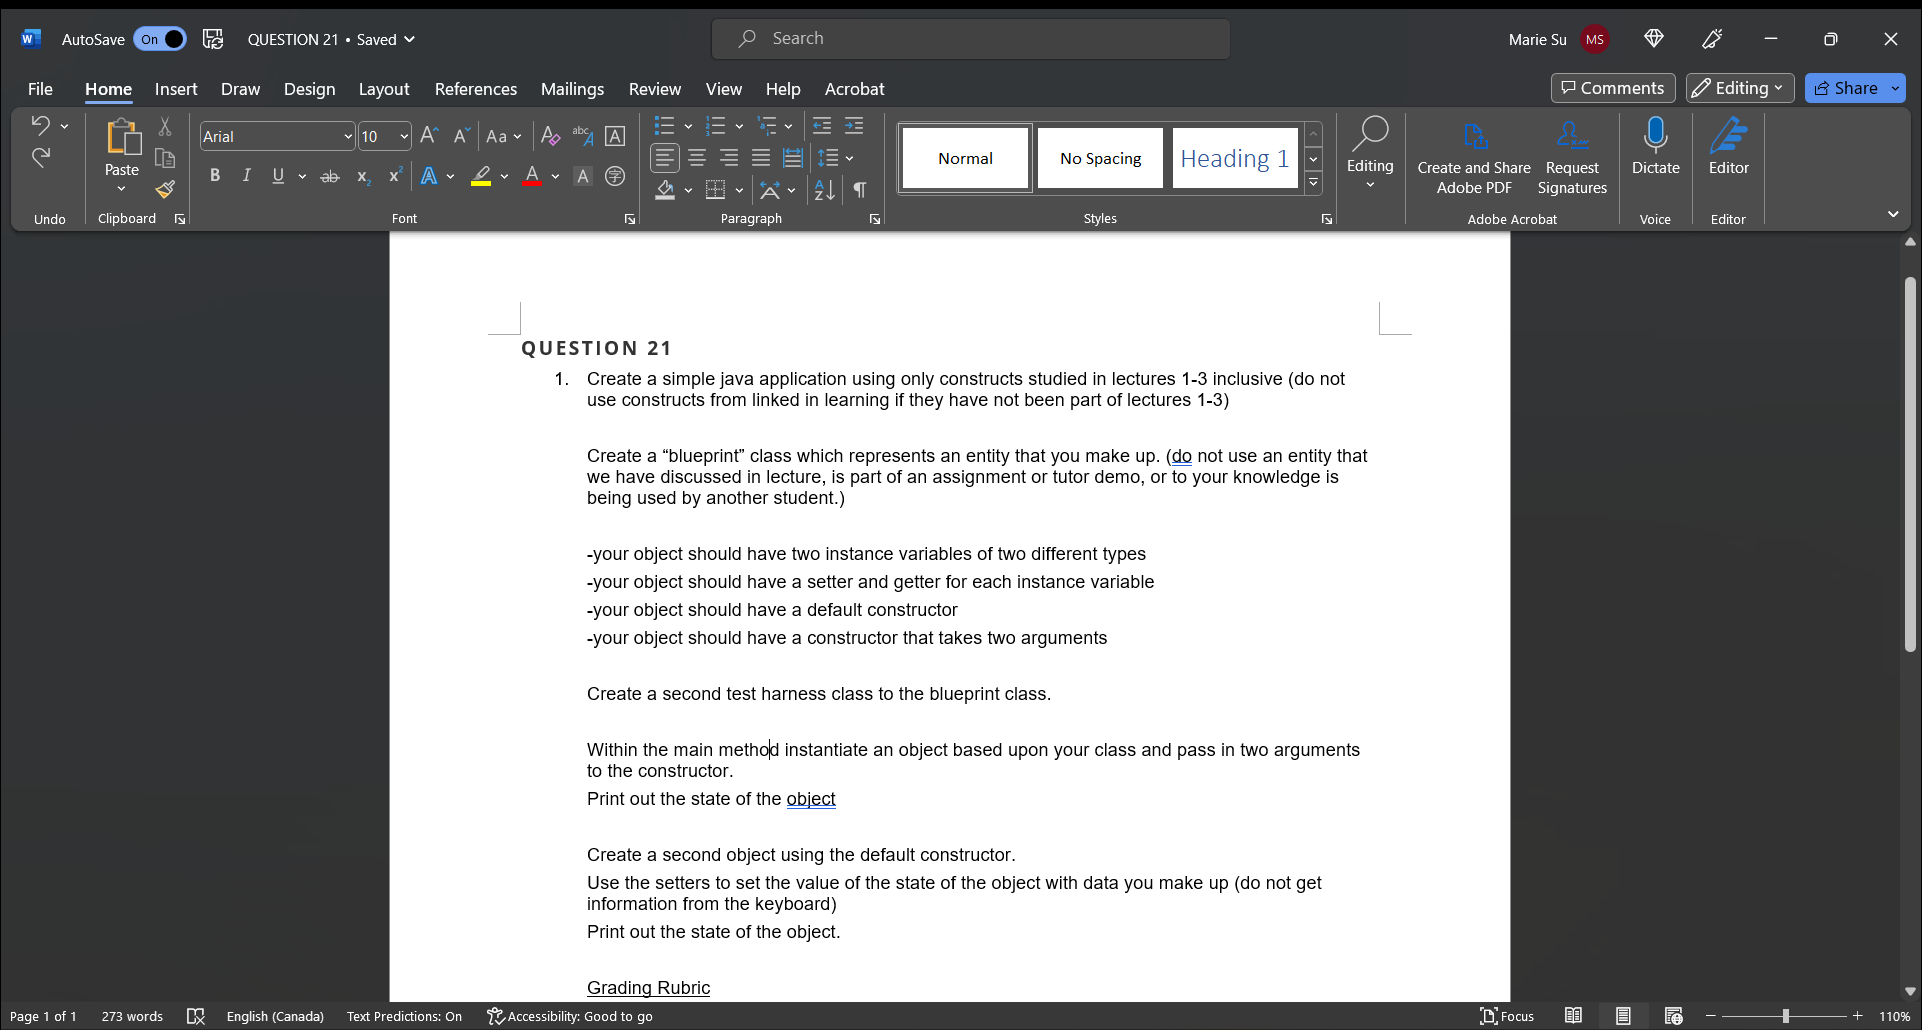 AutoSave On QUESTION 21 • Saved Search Marie Su MS
File Home Insert Draw Design Layout References Mailings Review View Help Acrobat Comments Editing Share
Arial 10 Aa
Paste
B I U ab x2 x2 A A A
Normal No Spacing Heading 1
Editing
Create and Share Adobe PDF
Request Signatures
Dictate
Editor
Undo Clipboard Font Paragraph Styles Adobe Acrobat Voice Editor
QUESTION 21
1. Create a simple java application using only constructs studied in lectures 1-3 inclusive (do not
use constructs from linked in learning if they have not been part of lectures 1-3)
Create a “blueprint” class which represents an entity that you make up. (do not use an entity that
we have discussed in lecture, is part of an assignment or tutor demo, or to your knowledge is
being used by another student.)
-your object should have two instance variables of two different types
-your object should have a setter and getter for each instance variable
-your object should have a default constructor
-your object should have a constructor that takes two arguments
Create a second test harness class to the blueprint class.
Within the main method instantiate an object based upon your class and pass in two arguments
to the constructor.
Print out the state of the object
Create a second object using the default constructor.
Use the setters to set the value of the state of the object with data you make up (do not get
information from the keyboard)
Print out the state of the object.
Grading Rubric
Page 1 of 1 273 words English (Canada) Text Predictions: On Accessibility: Good to go Focus 110%